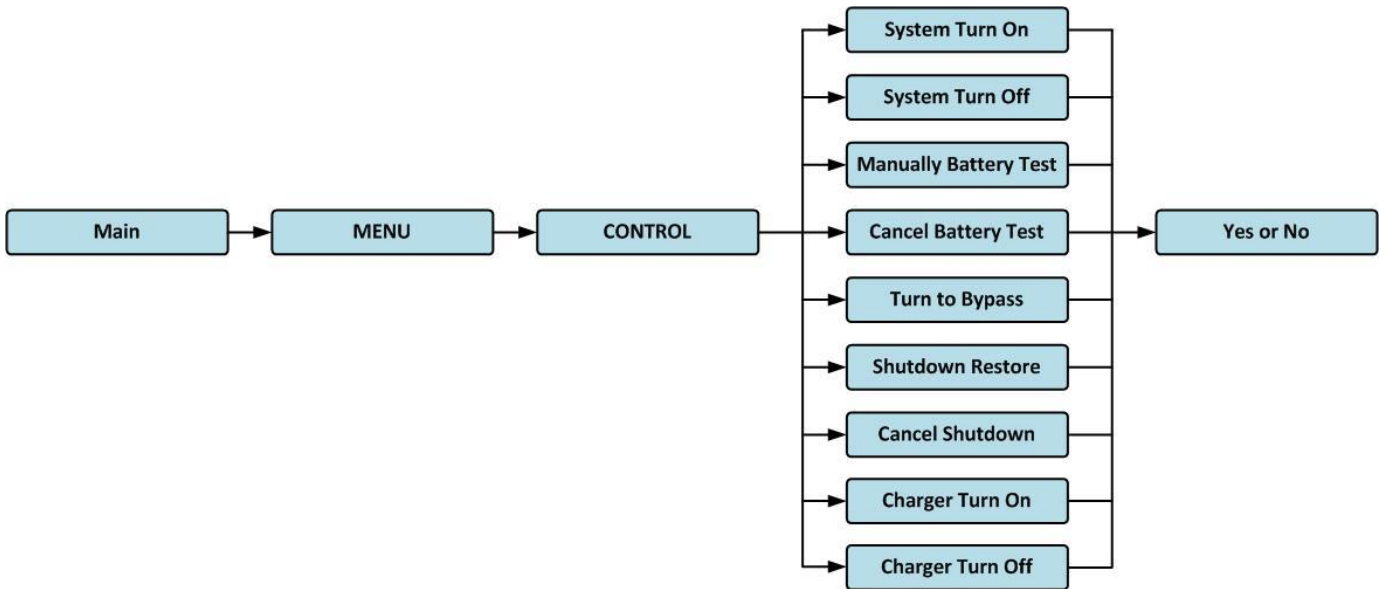 Main
MENU
CONTROL
System Turn On
System Turn Off
Manually Battery Test
Cancel Battery Test
Turn to Bypass
Shutdown Restore
Cancel Shutdown
Charger Turn On
Charger Turn Off
Yes or No